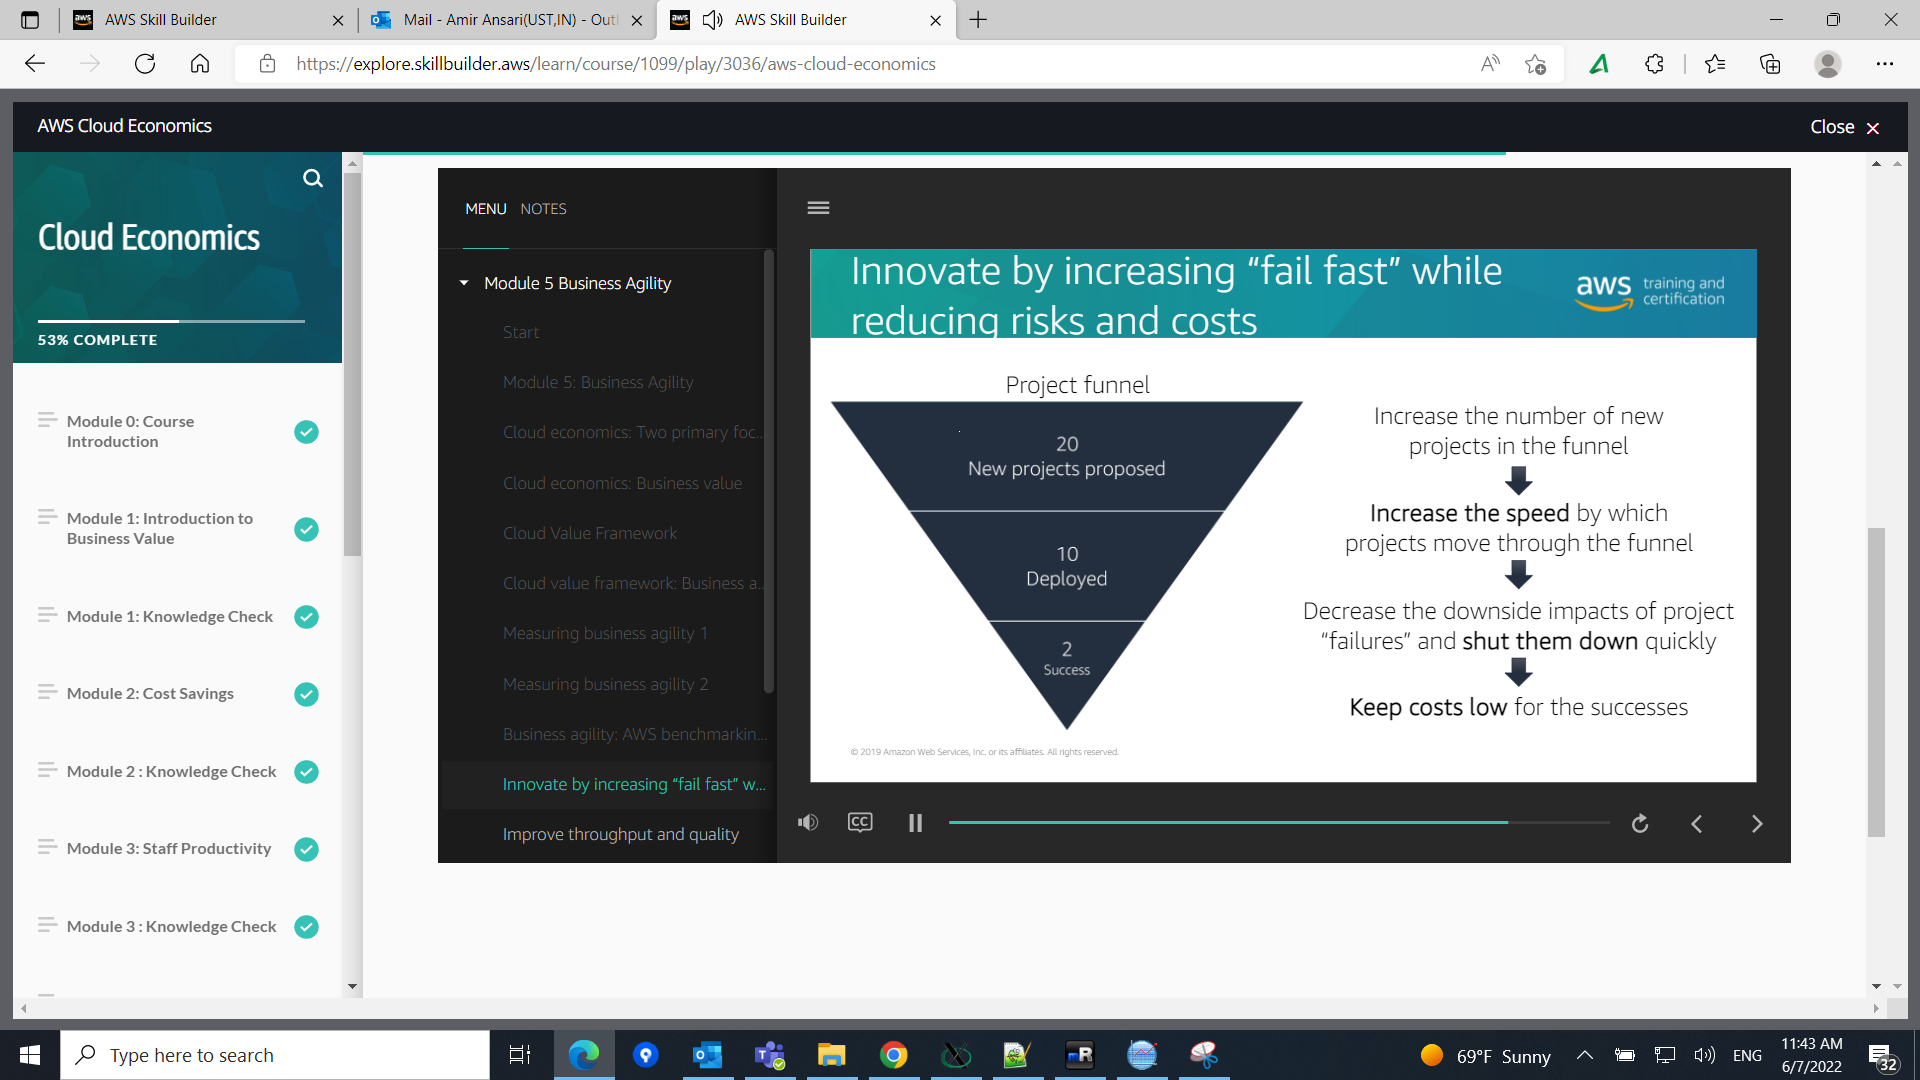 AWS Skill Builder
Mail - Amir Ansari(UST,IN) - Outl
AWS Skill Builder
https://explore.skillbuilder.aws/learn/course/1099/play/3036/aws-cloud-economics
AWS Cloud Economics
Close
Cloud Economics
53% COMPLETE
Module 0: Course
Introduction
Module 1: Introduction to
Business Value
Module 1: Knowledge Check
Module 2: Cost Savings
Module 2 : Knowledge Check
Module 3: Staff Productivity
Module 3 : Knowledge Check
MENU NOTES
Module 5 Business Agility
Start
Module 5: Business Agility
Cloud economics: Two primary foc...
Cloud economics: Business value
Cloud Value Framework
Cloud value framework: Business a...
Measuring business agility 1
Measuring business agility 2
Business agility: AWS benchmarkin...
Innovate by increasing “fail fast” w...
Improve throughput and quality
Innovate by increasing “fail fast” while
reducing risks and costs
aws training and
certification
Project funnel
20
New projects proposed
10
Deployed
2
Success
Increase the number of new
projects in the funnel
Increase the speed by which
projects move through the funnel
Decrease the downside impacts of project
“failures” and shut them down quickly
Keep costs low for the successes
© 2019 Amazon Web Services, Inc. or its affiliates. All rights reserved.
CC
Type here to search
69°F Sunny
ENG
11:43 AM
6/7/2022
32